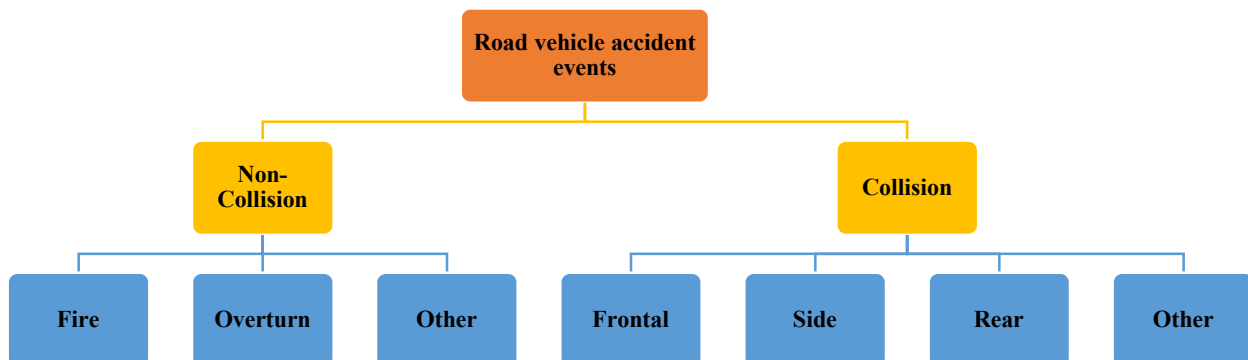 Road vehicle accident
events
Non-
Collision
Collision
Fire
Overturn
Other
Frontal
Side
Rear
Other